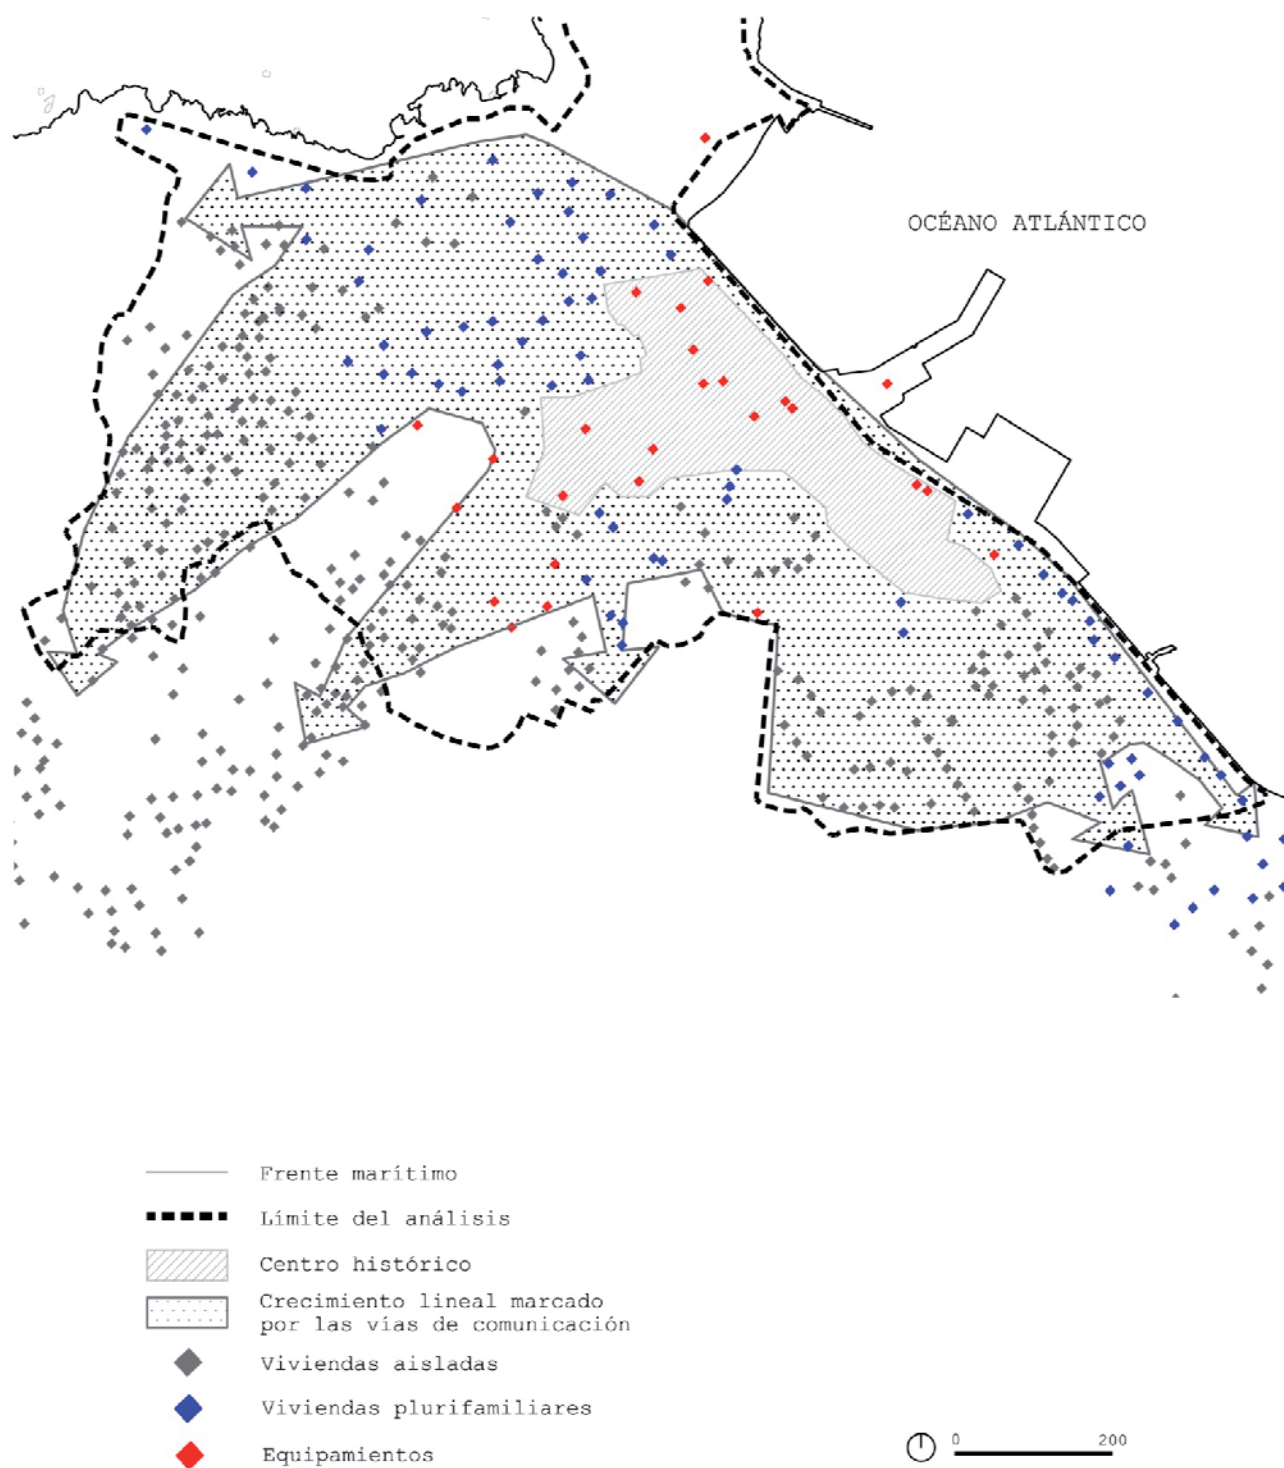 OCÉANO ATLÁNTICO
Frente marítimo
Límite del análisis
Centro histórico
Crecimiento lineal marcado
por las vías de comunicación
Viviendas aisladas
Viviendas plurifamiliares
Equipamientos
0 200